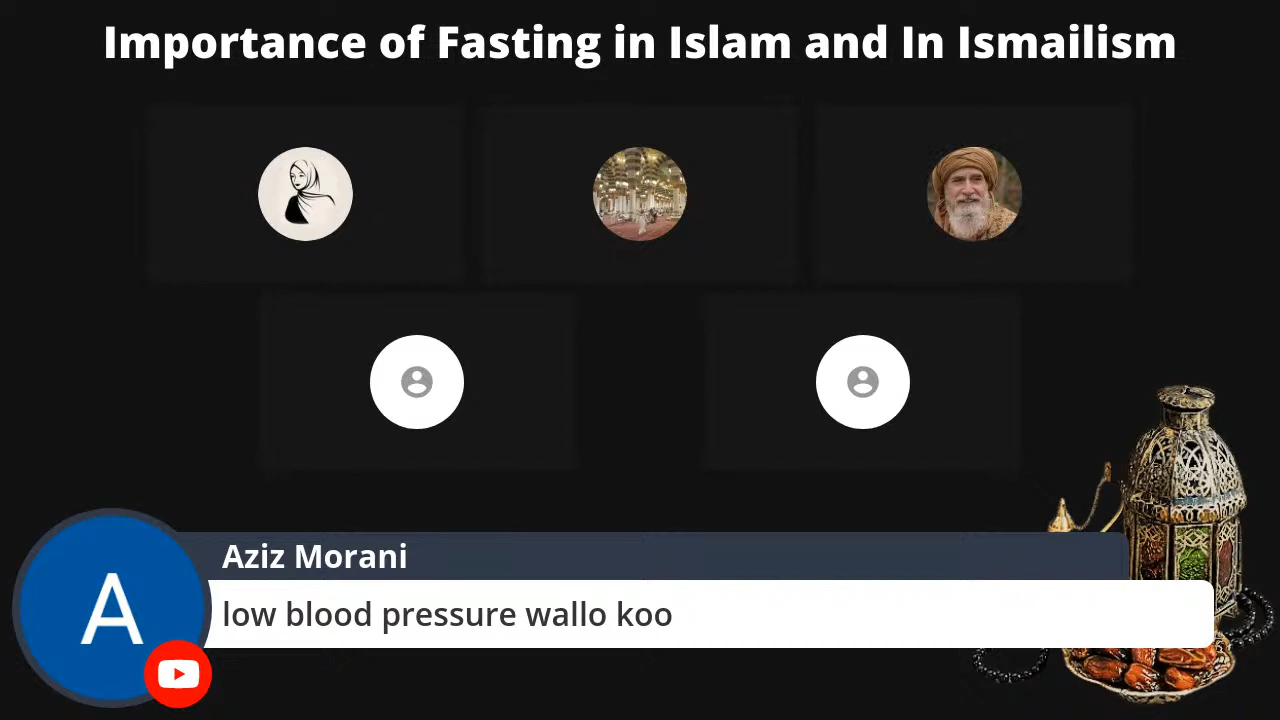 Importance of Fasting in Islam and In Ismailism
A
Aziz Morani
low blood pressure wallo koo